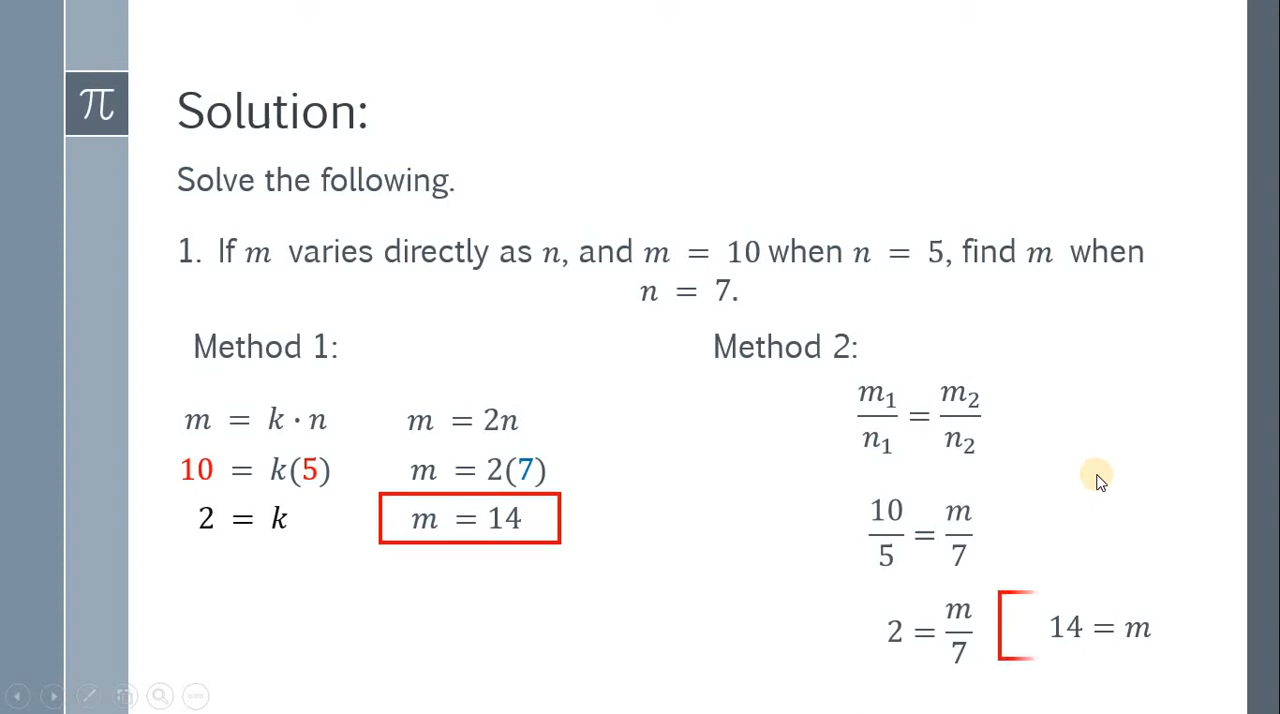 π
Solution:
Solve the following.
1. If m varies directly as n, and m = 10 when n = 5, find m when
n = 7.
Method 1:
m = k · n
10 = k(5)
2 = k
m = 2n
m = 2(7)
m = 14
Method 2:
m₁/n₁ = m₂/n₂
10/5 = m/7
2 = m/7
14 = m